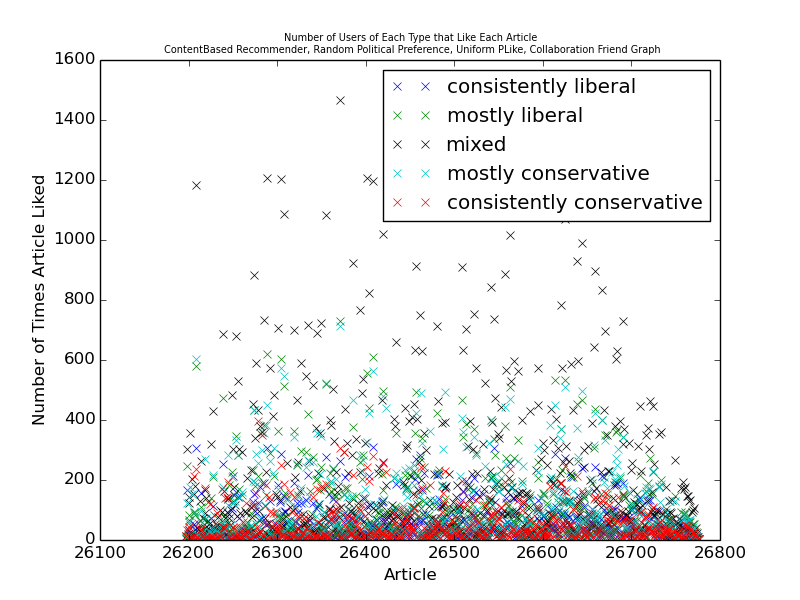 Number of Users of Each Type that Like Each Article
ContentBased Recommender, Random Political Preference, Uniform PLike, Collaboration Friend Graph
1600
1400
1200
1000
800
600
400
200
0
Number of Times Article Liked
consistently liberal
mostly liberal
mixed
mostly conservative
consistently conservative
26100 26200 26300 26400 26500 26600 26700 26800
Article